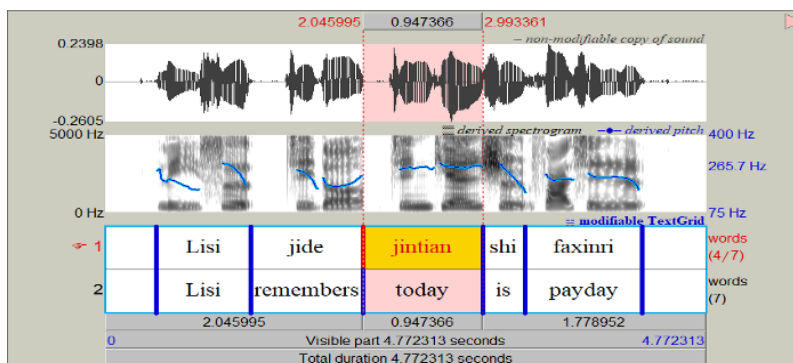 2.045995 0.947366 2.993361
0.2398 non-modifiable copy of sound
0
-0.2605
5000 Hz derived spectrogram derived pitch 400 Hz
265.7 Hz
0 Hz 75 Hz
modifiable TextGrid
1 Lisi jide jintian shi faxinri words (4/7)
2 Lisi remembers today is payday words (7)
2.045995 0.947366 1.778952
0 Visible part 4.772313 seconds 4.772313
Total duration 4.772313 seconds